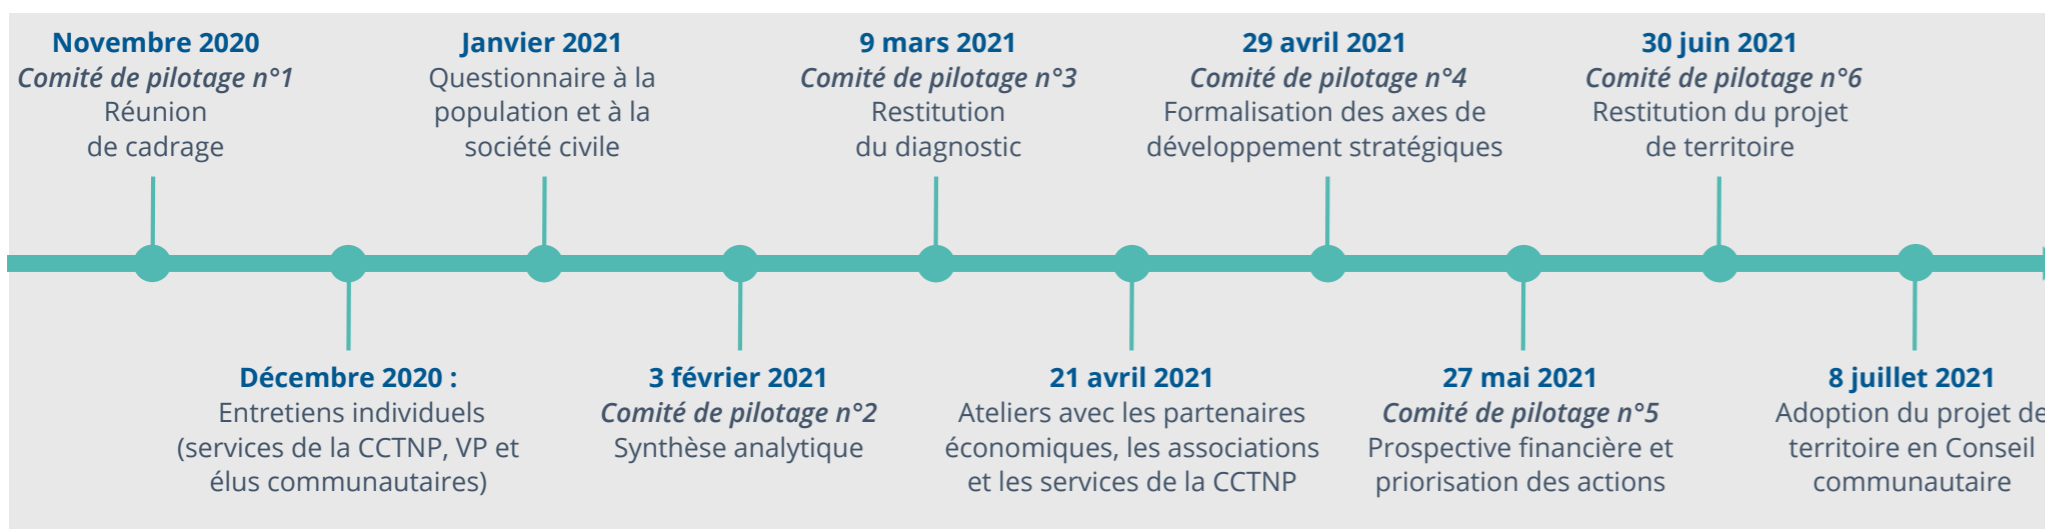 Novembre 2020
Comité de pilotage n°1
Réunion
de cadrage
Décembre 2020 :
Entretiens individuels
(services de la CCTNP, VP et
élus communautaires)
Janvier 2021
Questionnaire à la
population et à la
société civile
3 février 2021
Comité de pilotage n°2
Synthèse analytique
9 mars 2021
Comité de pilotage n°3
Restitution
du diagnostic
21 avril 2021
Ateliers avec les partenaires
économiques, les associations
et les services de la CCTNP
29 avril 2021
Comité de pilotage n°4
Formalisation des axes de
développement stratégiques
27 mai 2021
Comité de pilotage n°5
Prospective financière et
priorisation des actions
30 juin 2021
Comité de pilotage n°6
Restitution du projet
de territoire
8 juillet 2021
Adoption du projet de
territoire en Conseil
communautaire